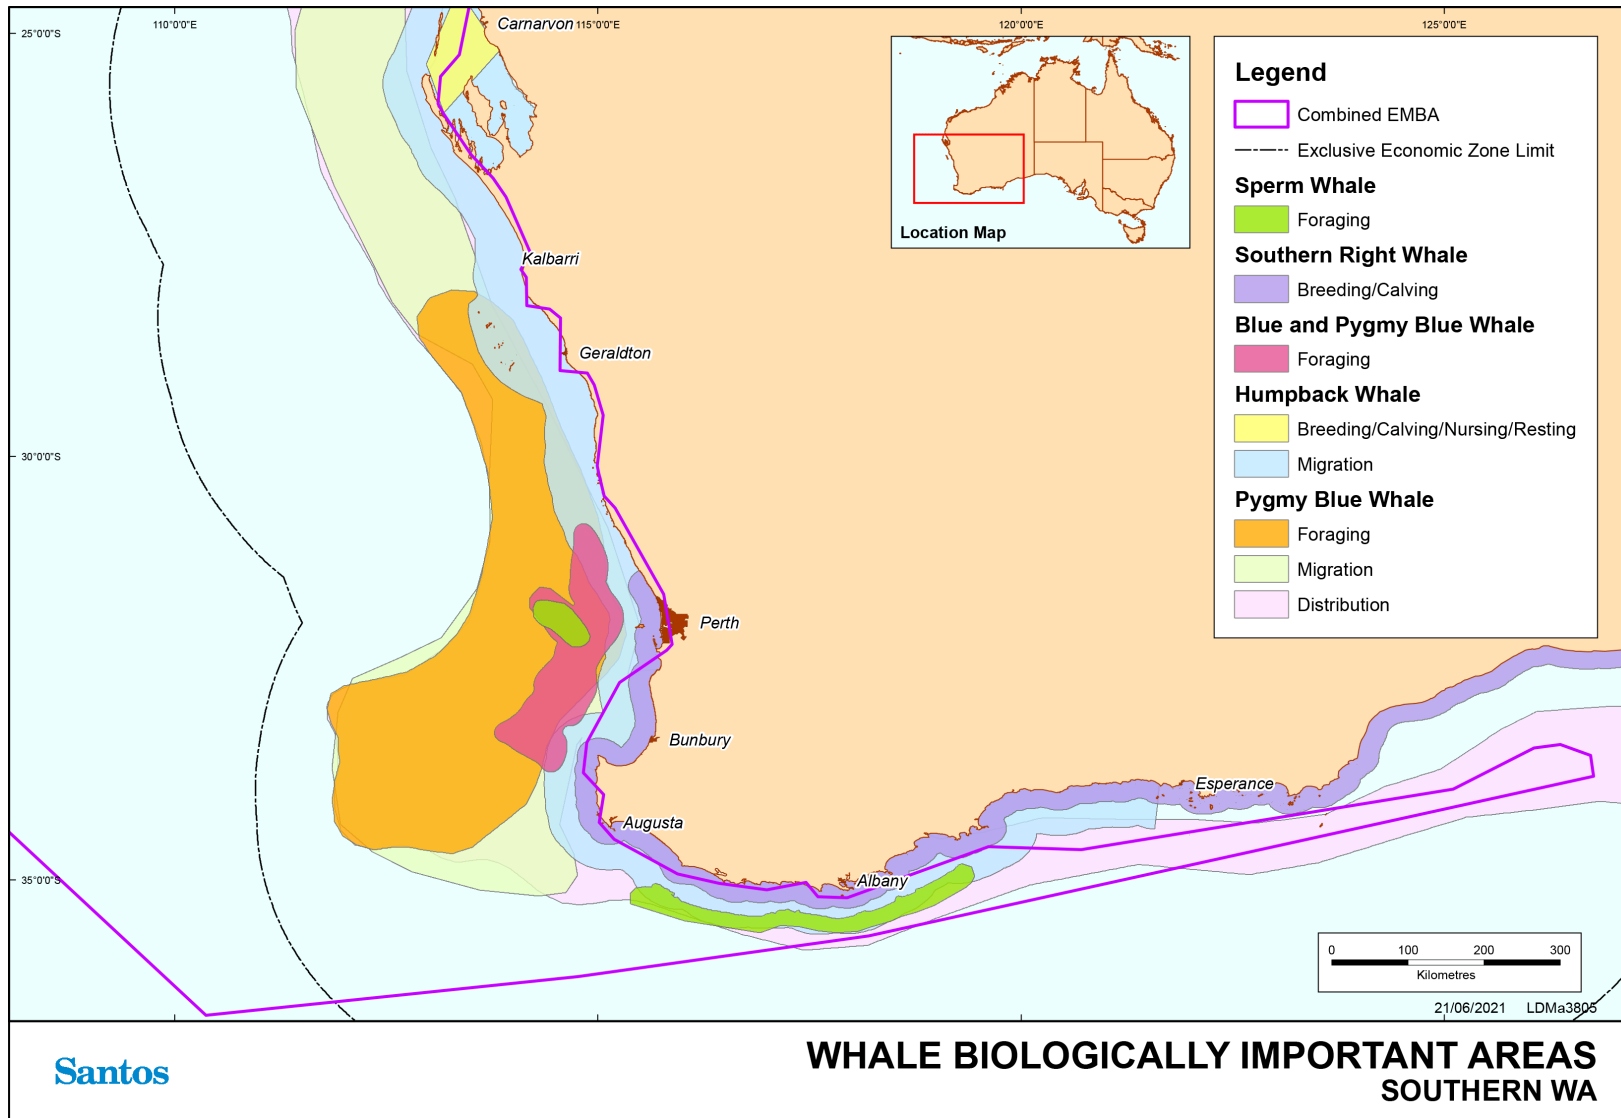 110°0'0"E
115°0'0"E
120°0'0"E
125°0'0"E
25°0'0"S
30°0'0"S
35°0'0"S
Carnarvon
Kalbarri
Geraldton
Perth
Bunbury
Augusta
Albany
Esperance
Location Map
Legend
Combined EMBA
Exclusive Economic Zone Limit
Sperm Whale
Foraging
Southern Right Whale
Breeding/Calving
Blue and Pygmy Blue Whale
Foraging
Humpback Whale
Breeding/Calving/Nursing/Resting
Migration
Pygmy Blue Whale
Foraging
Migration
Distribution
0 100 200 300
Kilometres
21/06/2021 LDMa3805
Santos
WHALE BIOLOGICALLY IMPORTANT AREAS
SOUTHERN WA